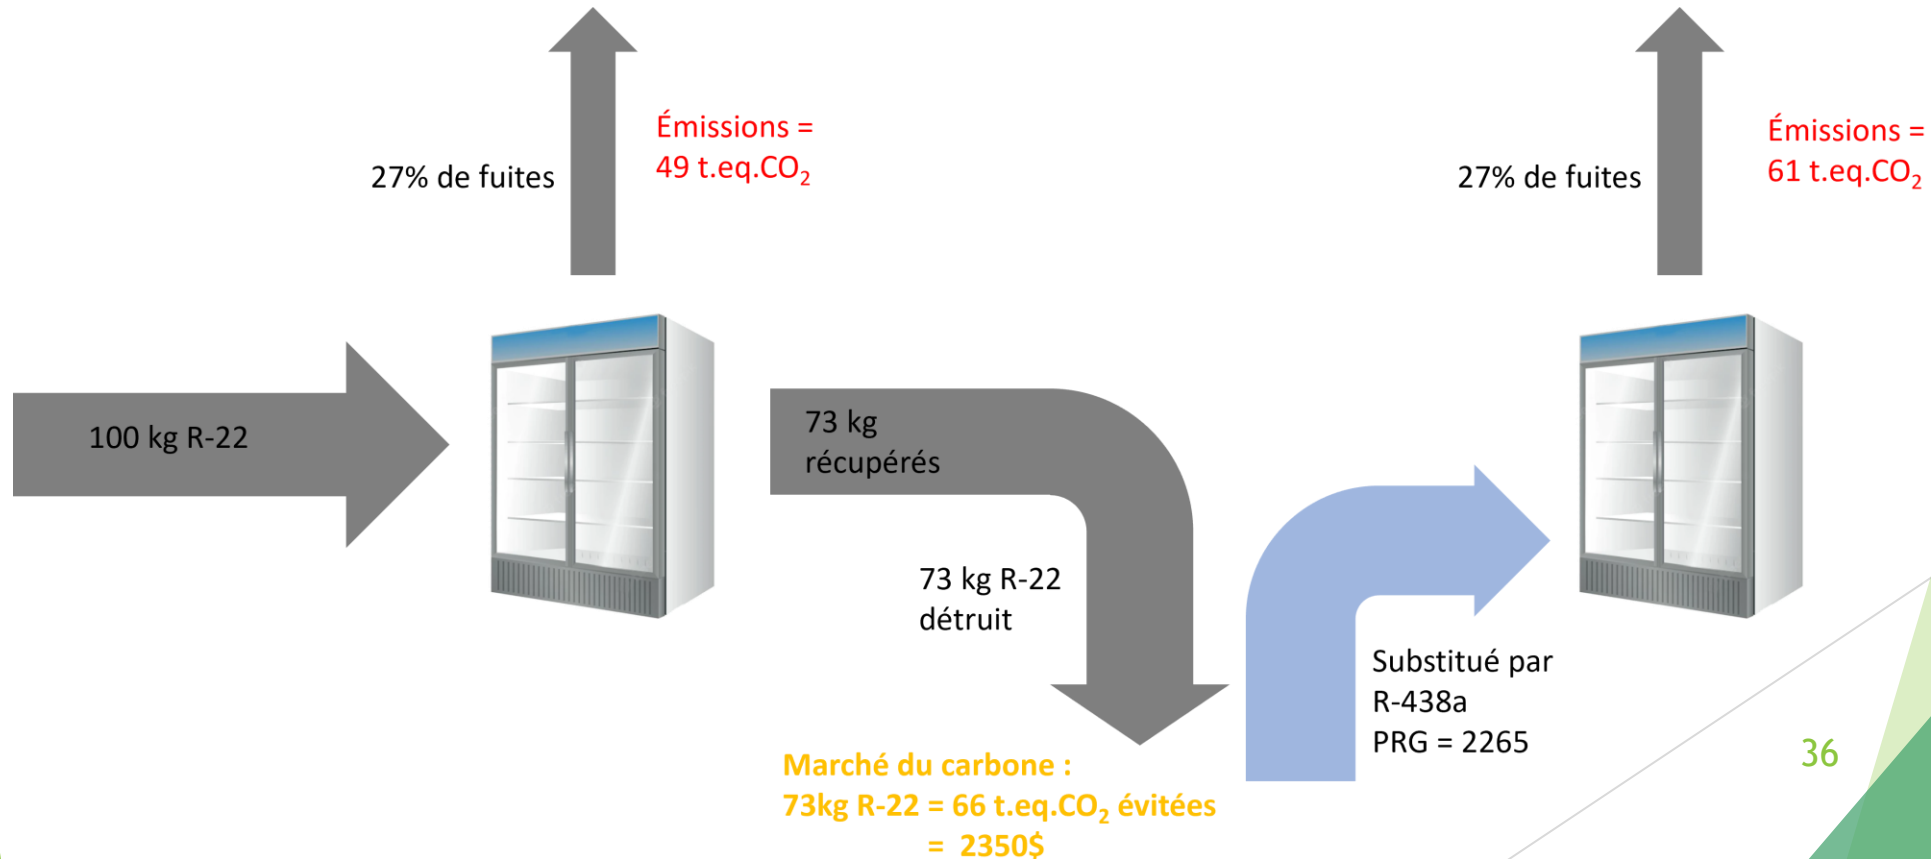 27% de fuites
Émissions =
49 t.eq.CO₂
100 kg R-22
73 kg
récupérés
73 kg R-22
détruit
Marché du carbone :
73kg R-22 = 66 t.eq.CO₂ évitées
= 2350$
Substitué par
R-438a
PRG = 2265
27% de fuites
Émissions =
61 t.eq.CO₂
36